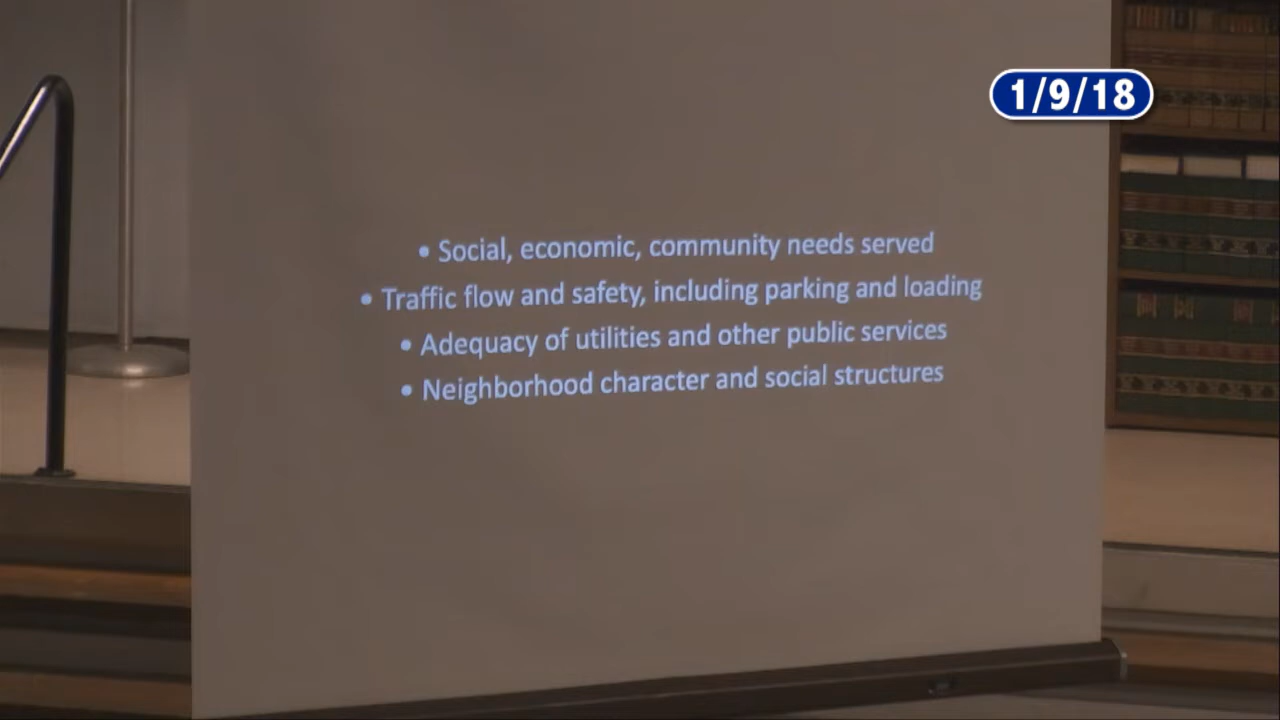 1/9/18
• Social, economic, community needs served
• Traffic flow and safety, including parking and loading
• Adequacy of utilities and other public services
• Neighborhood character and social structures